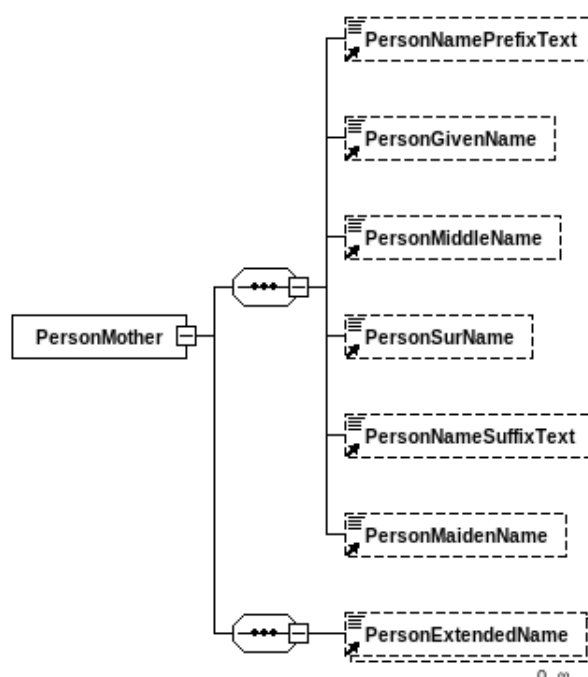 PersonNamePrefixText
PersonGivenName
PersonMiddleName
PersonMother
PersonSurName
PersonNameSuffixText
PersonMaidenName
PersonExtendedName